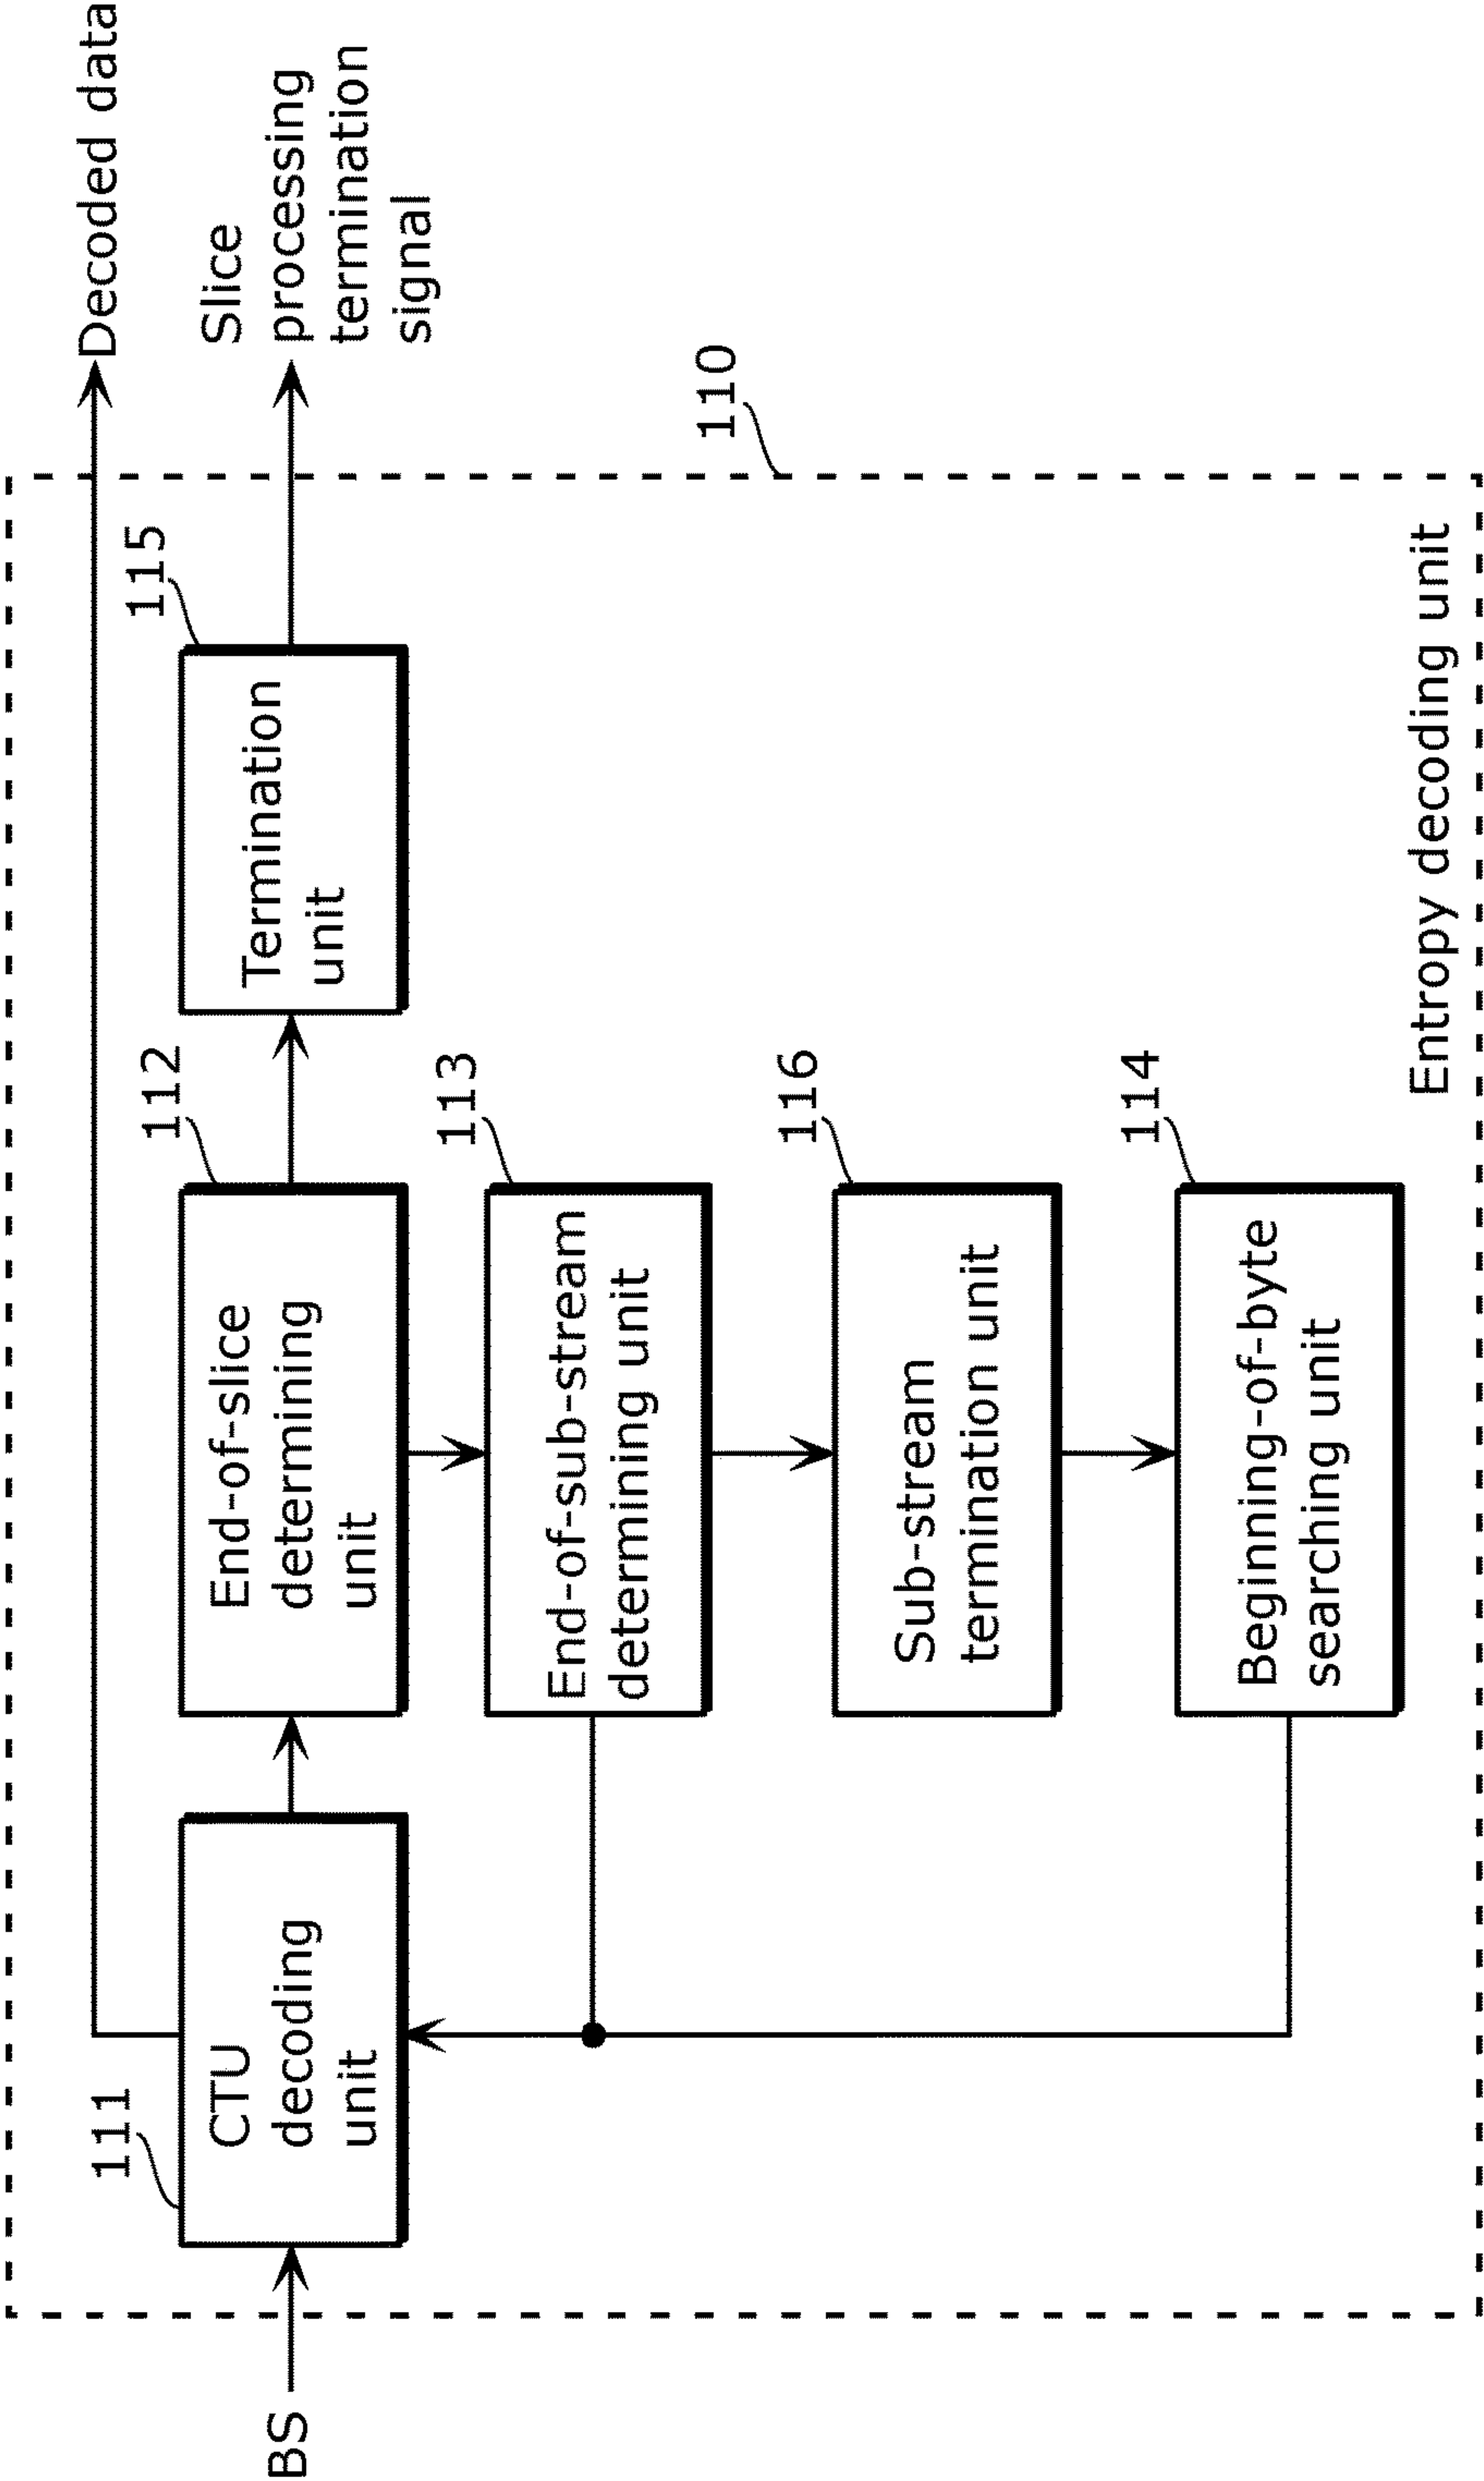 Decoded data
Slice
processing
termination
signal
110
BS
111
CTU
decoding
unit
112
End-of-slice
determining
unit
115
Termination
unit
113
End-of-sub-stream
determining unit
116
Sub-stream
termination unit
114
Beginning-of-byte
searching unit
Entropy decoding unit